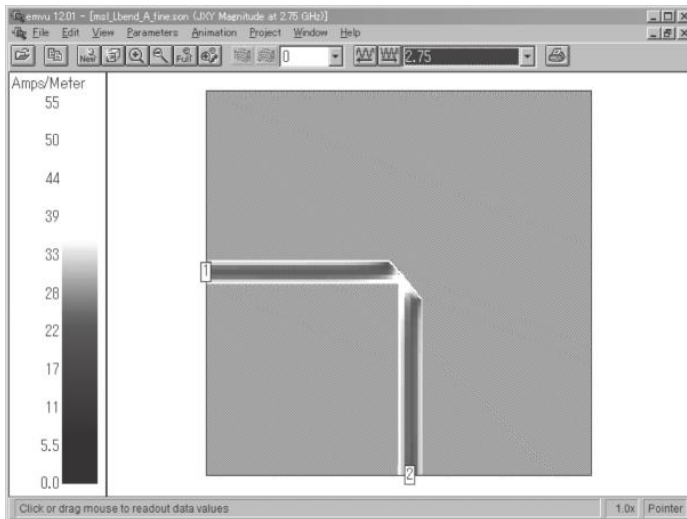 emvu 12.01 - [msl_Lbend_A_fine.son (JXY Magnitude at 2.75 GHz)]
File Edit View Parameters Animation Project Window Help
New Full 0 2.75
Amps/Meter
55
50
44
39
33
28
22
17
11
5.5
0.0
1
2
Click or drag mouse to readout data values 1.0x Pointer